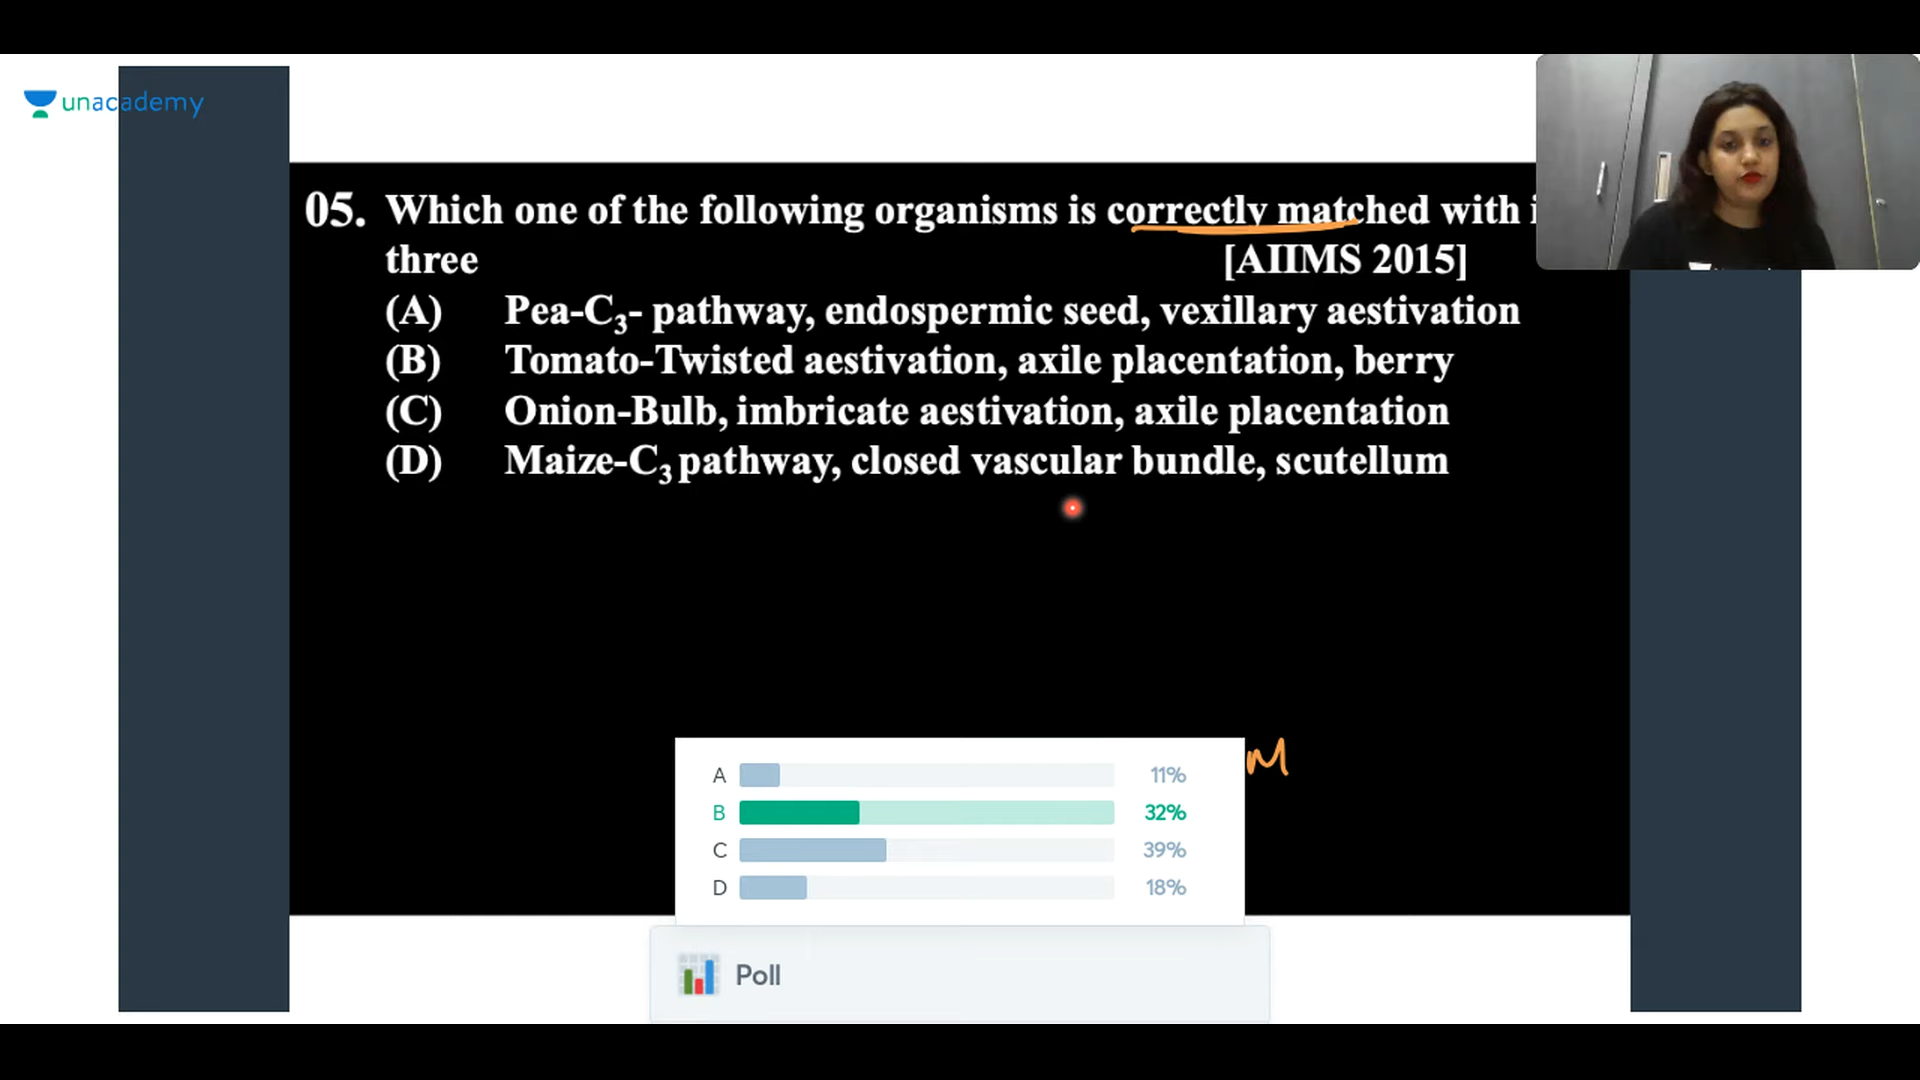 unacademy
05. Which one of the following organisms is correctly matched with
three [AIIMS 2015]
(A) Pea-C₃- pathway, endospermic seed, vexillary aestivation
(B) Tomato-Twisted aestivation, axile placentation, berry
(C) Onion-Bulb, imbricate aestivation, axile placentation
(D) Maize-C₃ pathway, closed vascular bundle, scutellum
M
A 11%
B 32%
C 39%
D 18%
Poll